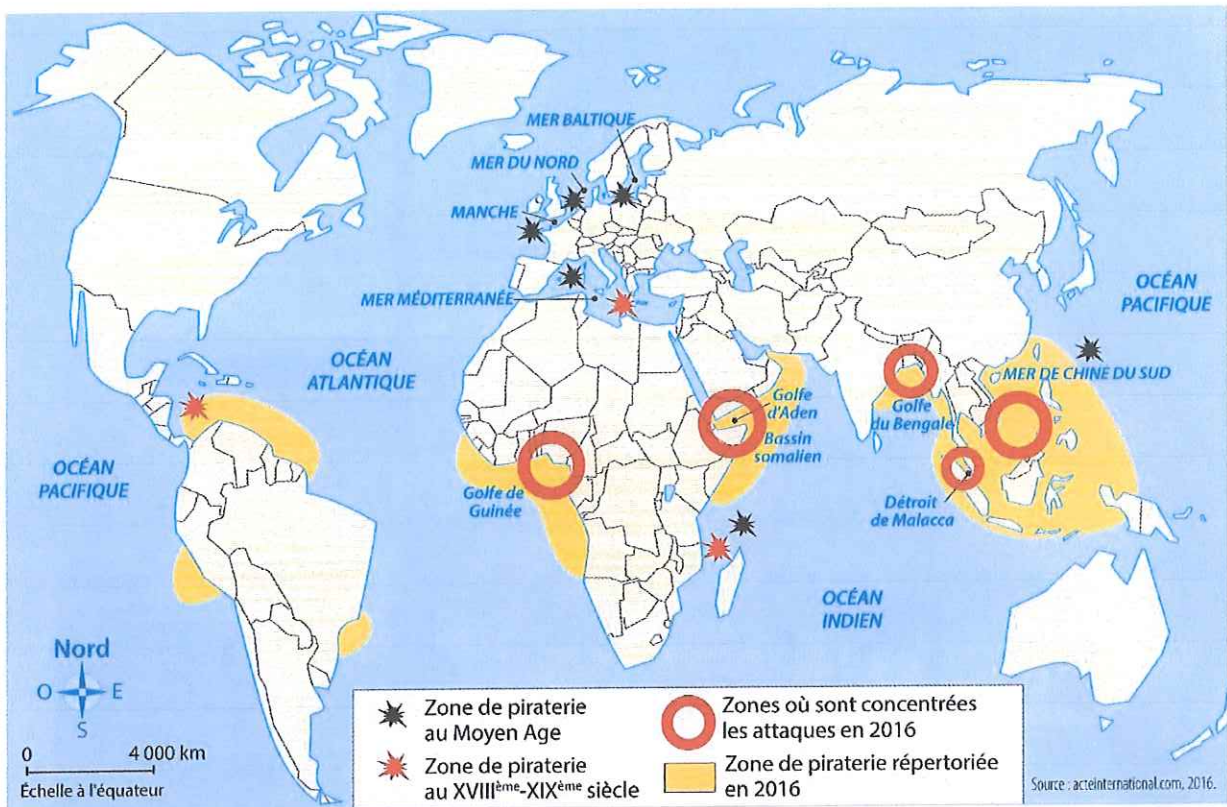 MER BALTIQUE
MER DU NORD
MANCHE
MER MÉDITERRANÉE
OCÉAN
ATLANTIQUE
OCÉAN
PACIFIQUE
OCÉAN
PACIFIQUE
MER DE CHINE DU SUD
Golfe
d'Aden
Bassin
somalien
Golfe
du Bengale
Détroit
de Malacca
Golfe de
Guinée
OCÉAN
INDIEN
Nord
O E
S
0 4 000 km
Échelle à l'équateur
Zone de piraterie
au Moyen Age
Zone de piraterie
au XVIIIème-XIXème siècle
Zones où sont concentrées
les attaques en 2016
Zone de piraterie répertoriée
en 2016
Source : acteinternational.com, 2016.